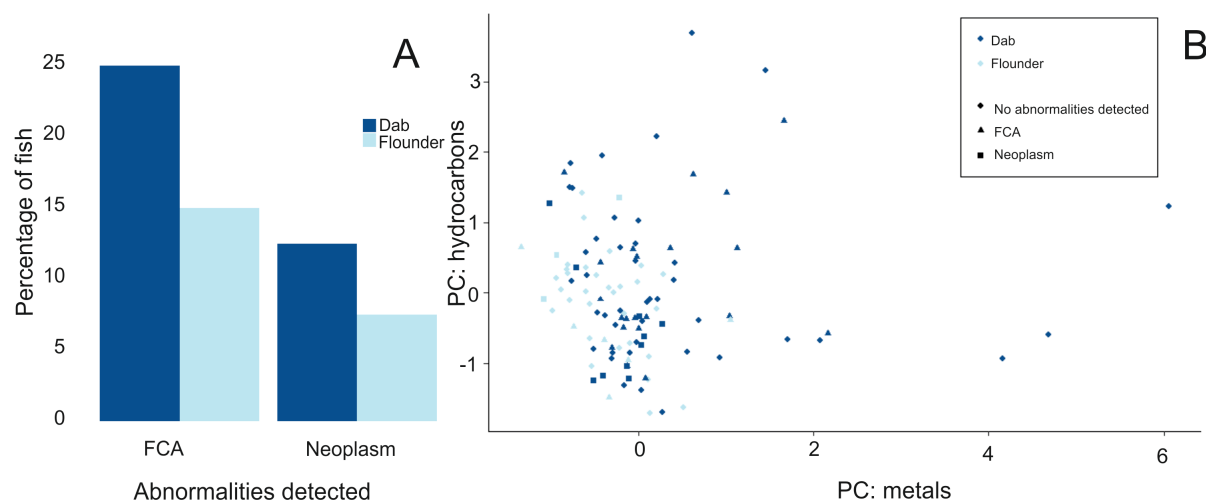 A
25
20
15
10
5
0
Percentage of fish
Dab
Flounder
FCA
Neoplasm
Abnormalities detected
B
3
2
1
0
-1
PC: hydrocarbons
Dab
Flounder
No abnormalities detected
FCA
Neoplasm
0 2 4 6
PC: metals